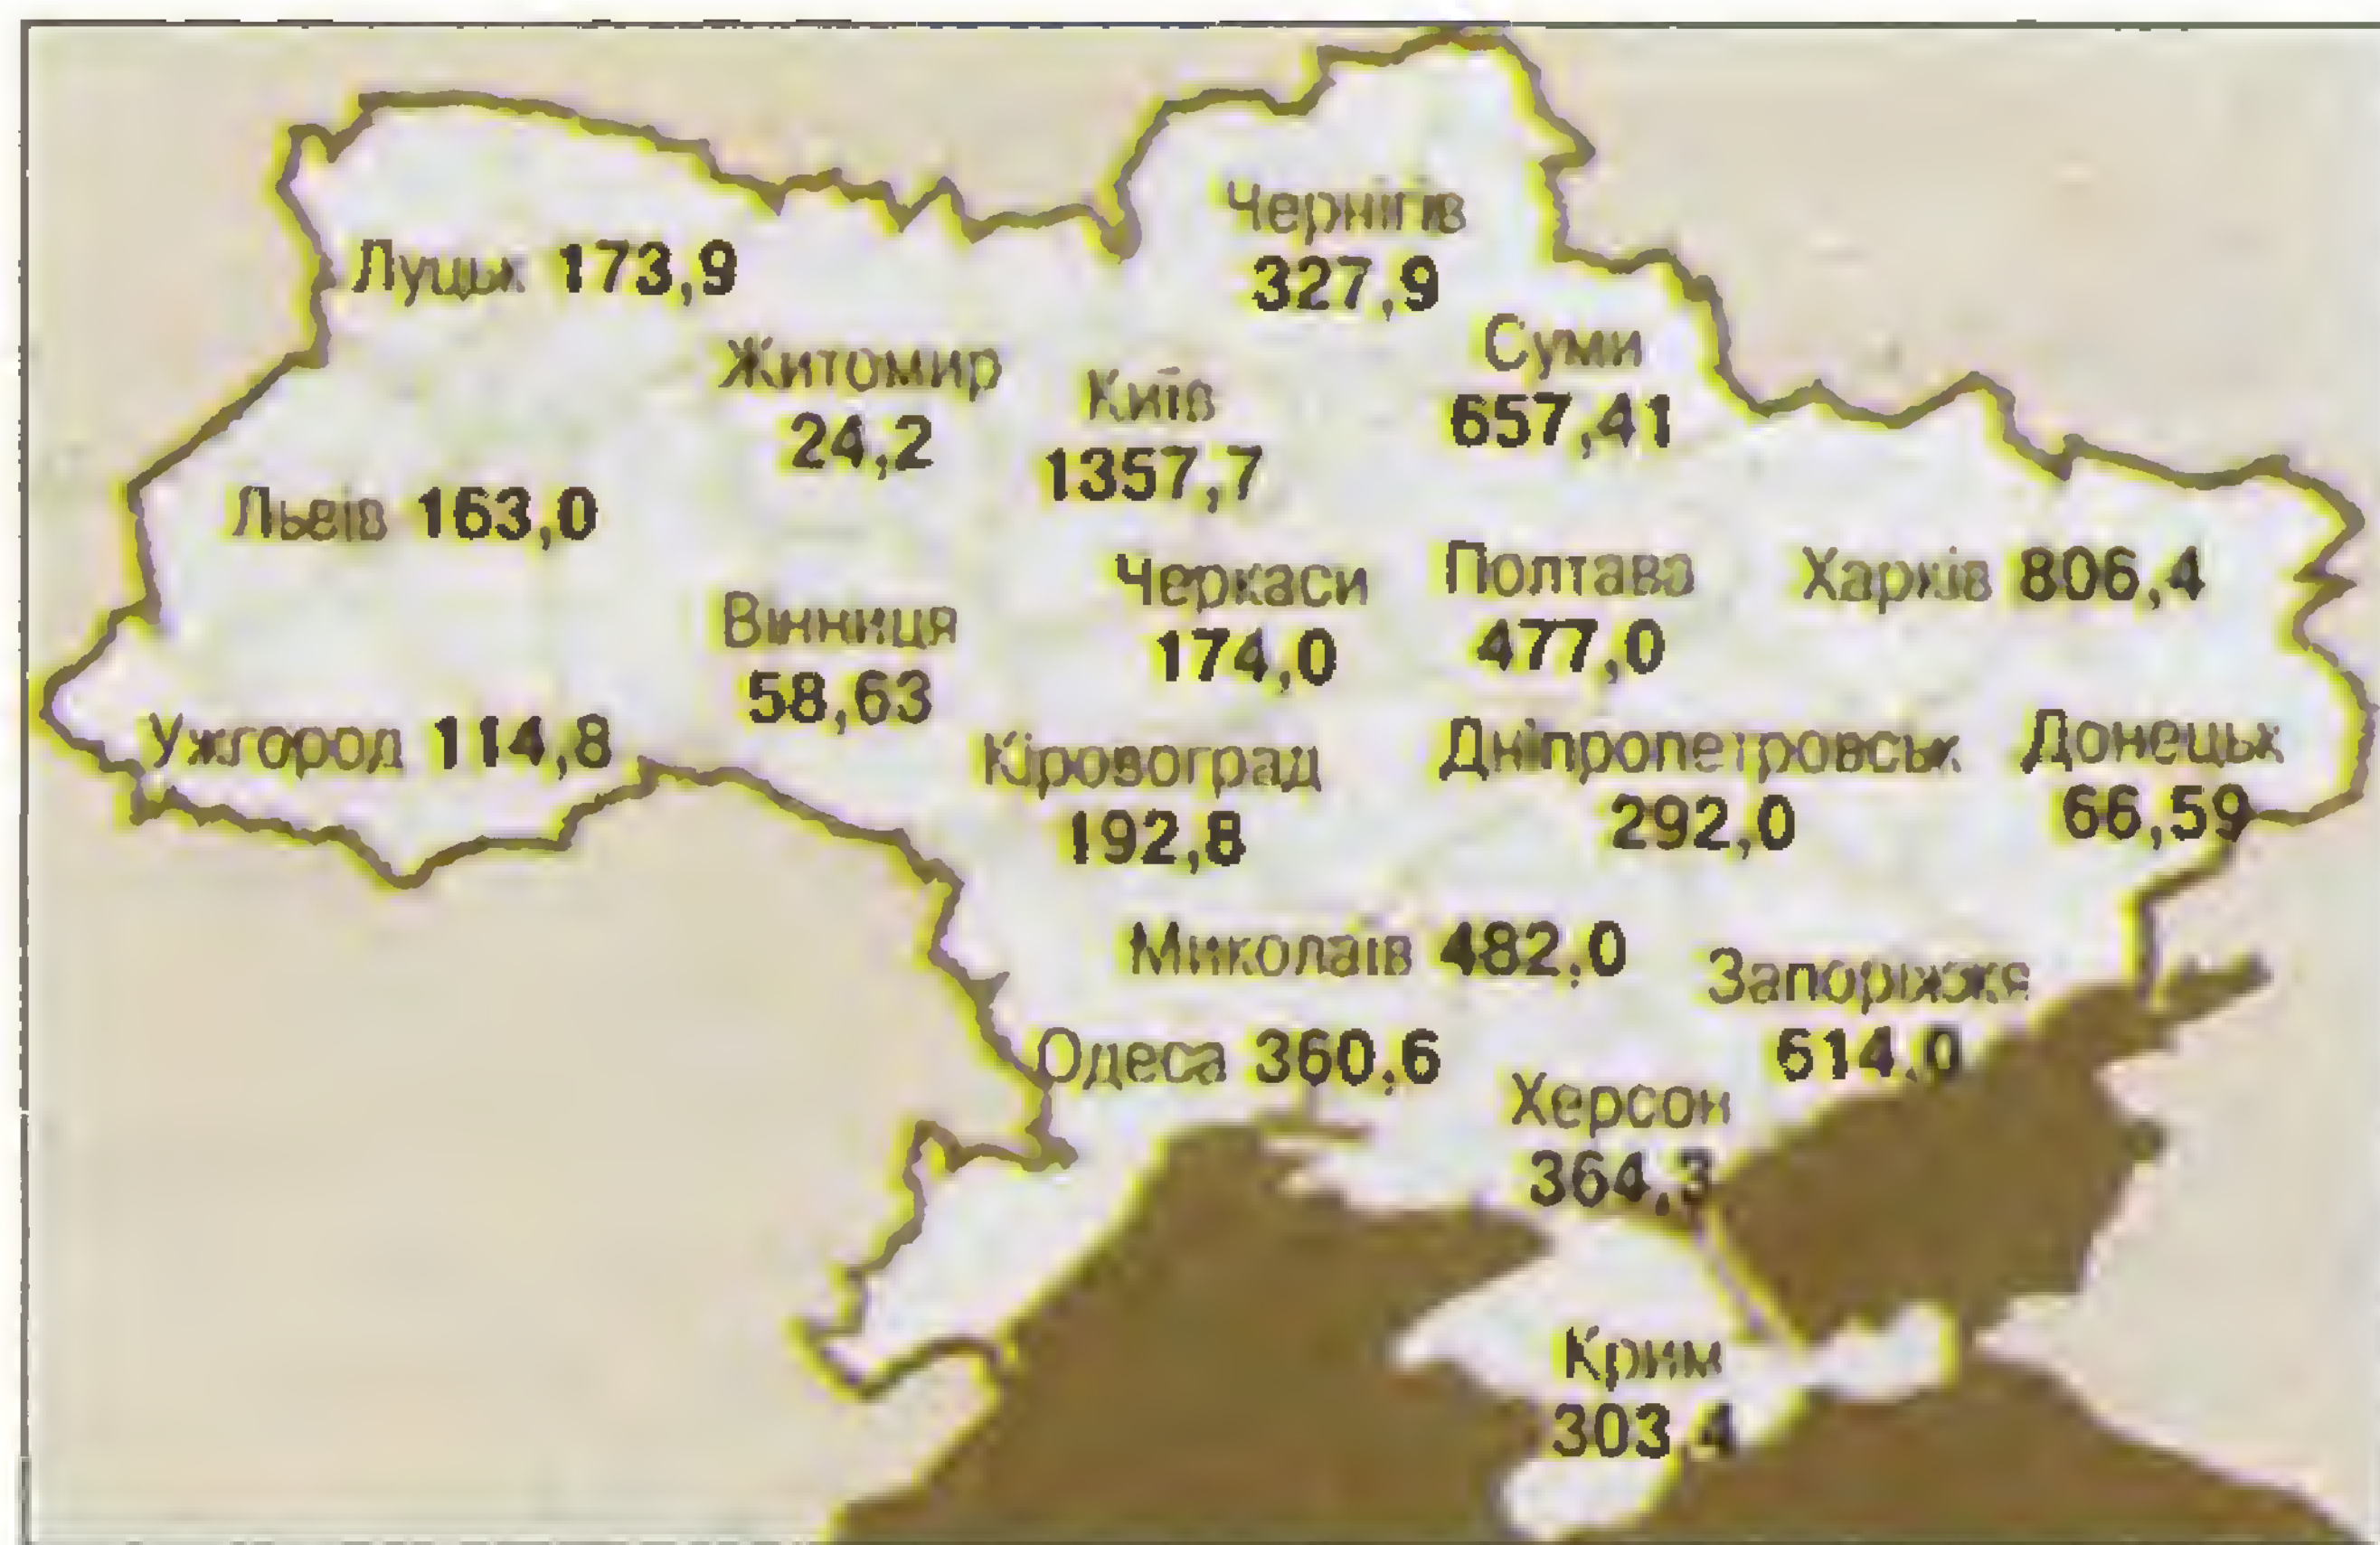 Чернігів
327,9
Луцьк 173,9
Суми
657,41
Житомир
24,2
Київ
1357,7
Львів 163,0
Черкаси
174,0
Полтава
477,0
Харків 806,4
Вінниця
58,63
Ужгород 114,8
Кіровоград
192,8
Дніпропетровськ
292,0
Донецьк
66,59
Миколаїв 482,0
Запоріжжя
614,0
Одеса 360,6
Херсон
364,3
Крим
303,4